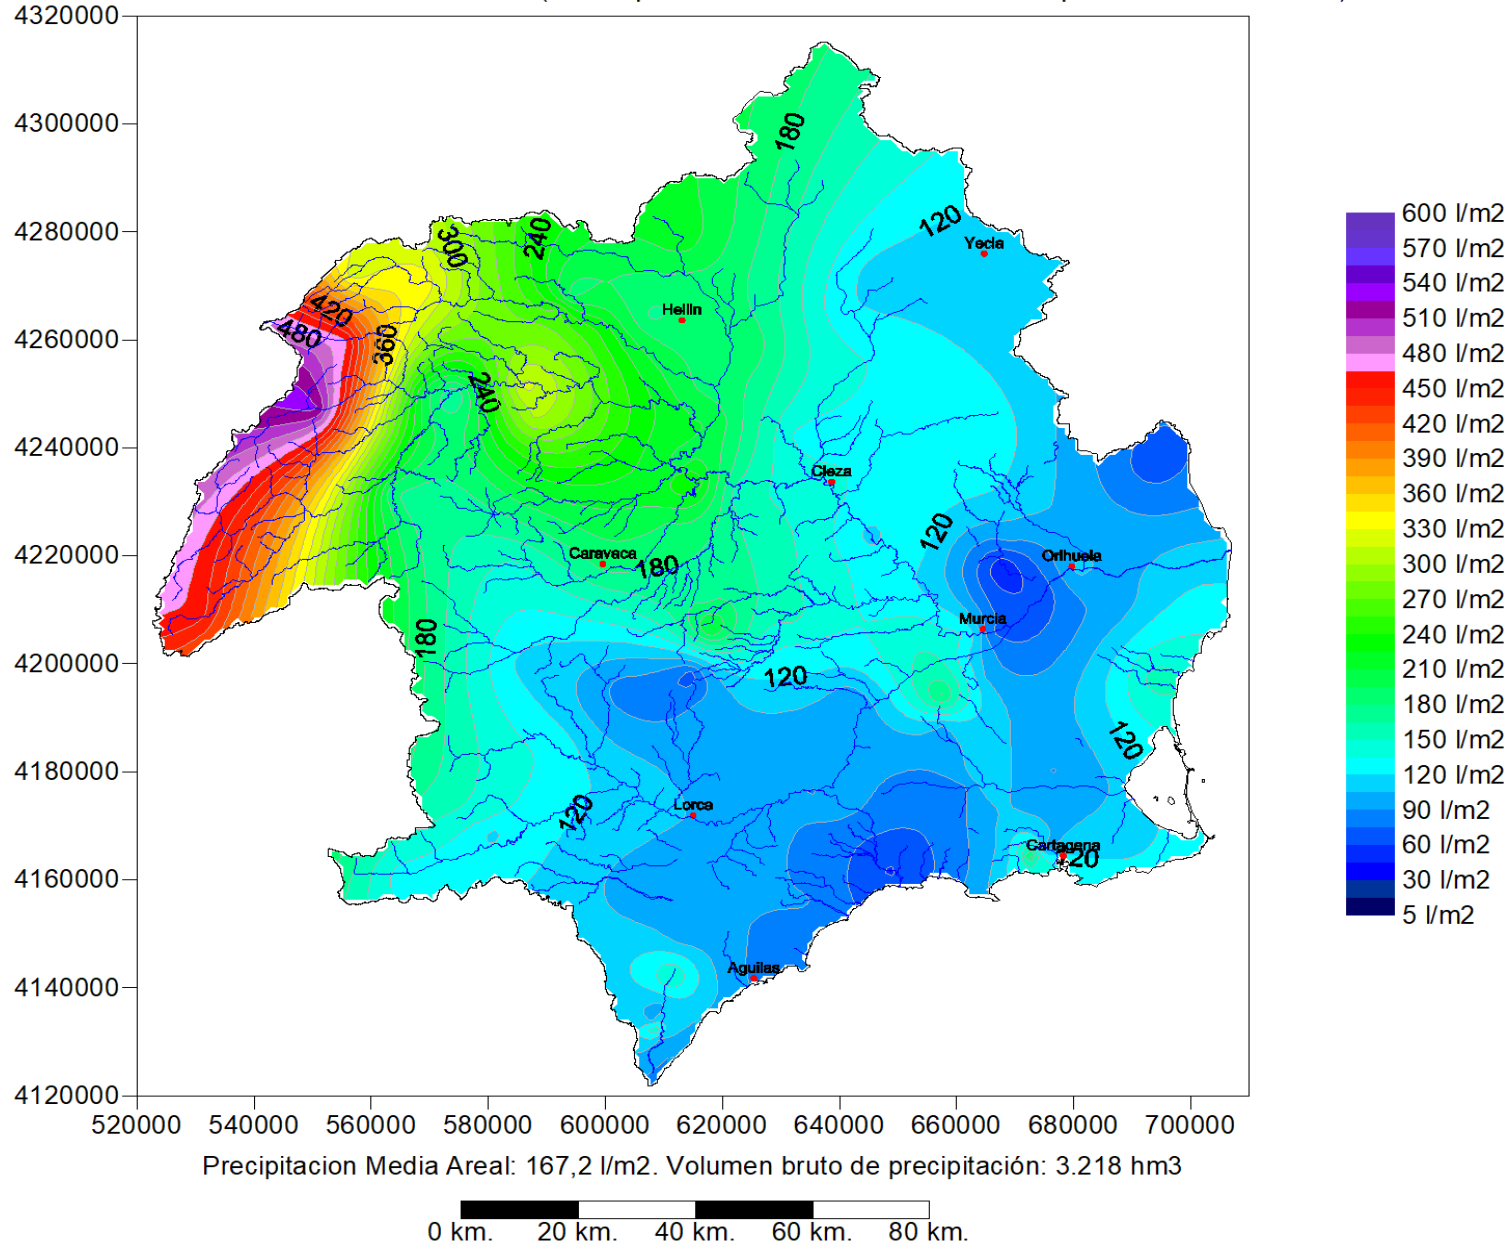 4320000
4300000
4280000
4260000
4240000
4220000
4200000
4180000
4160000
4140000
4120000
520000 540000 560000 580000 600000 620000 640000 660000 680000 700000
180
120
Yecla
300
240
Hellin
420
480
360
240
Cieza
120
Caravaca
180
Orihuela
Murcia
180
120
120
120
Lorca
Cartagena
120
Aguilas
600 l/m2
570 l/m2
540 l/m2
510 l/m2
480 l/m2
450 l/m2
420 l/m2
390 l/m2
360 l/m2
330 l/m2
300 l/m2
270 l/m2
240 l/m2
210 l/m2
180 l/m2
150 l/m2
120 l/m2
90 l/m2
60 l/m2
30 l/m2
5 l/m2
Precipitacion Media Areal: 167,2 l/m2. Volumen bruto de precipitación: 3.218 hm3
0 km. 20 km. 40 km. 60 km. 80 km.